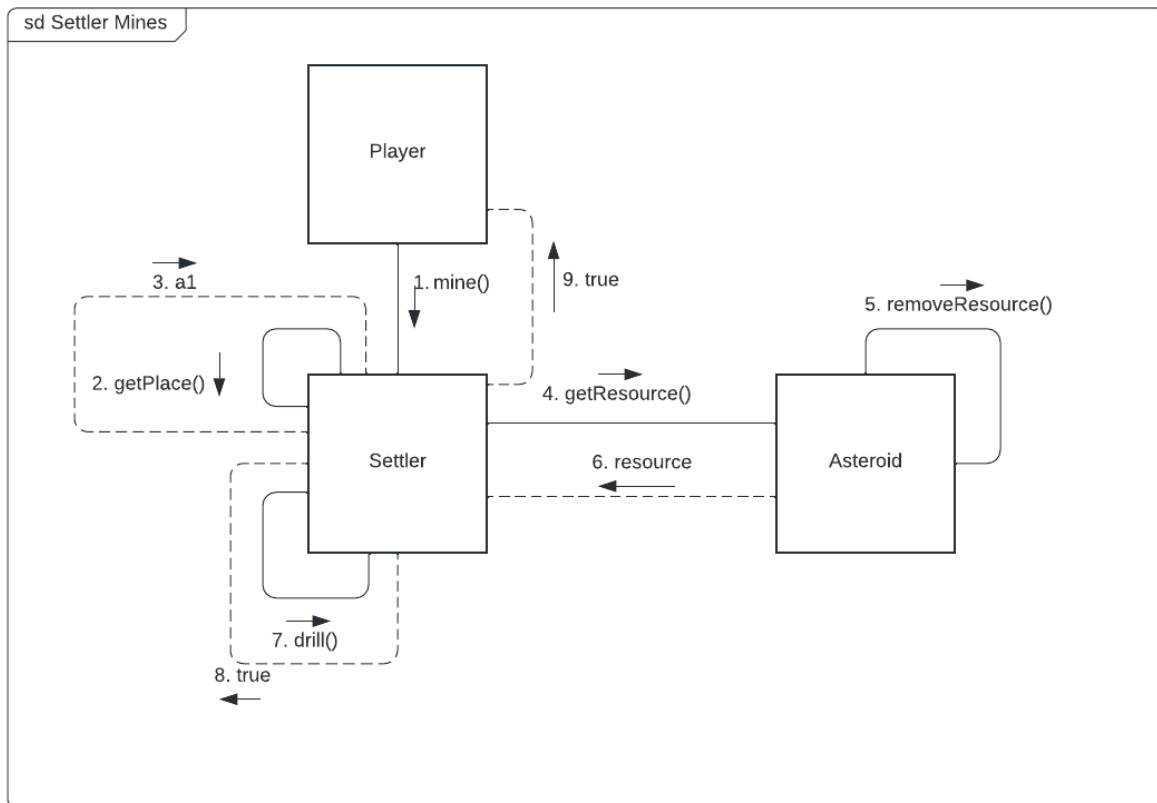 sd Settler Mines
Player
3. a1
1. mine()
9. true
5. removeResource()
2. getPlace()
4. getResource()
Settler
6. resource
Asteroid
7. drill()
8. true